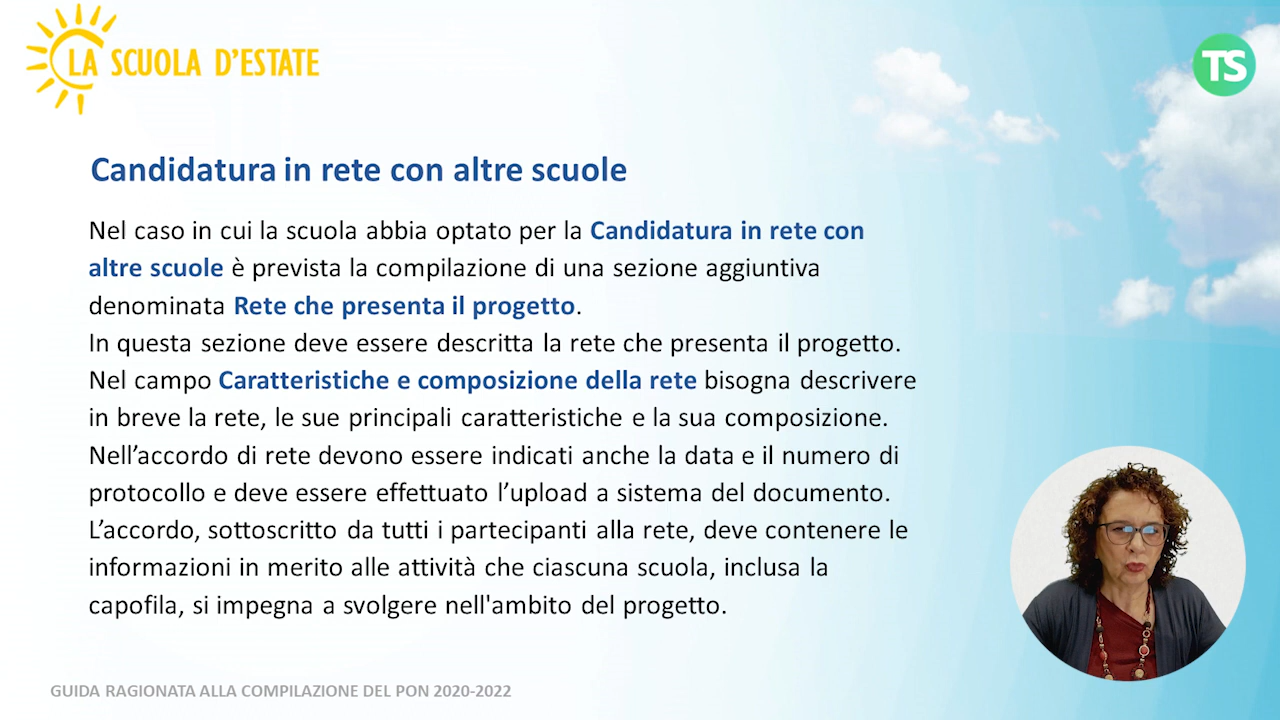 LA SCUOLA D'ESTATE
TS
Candidatura in rete con altre scuole
Nel caso in cui la scuola abbia optato per la Candidatura in rete con
altre scuole è prevista la compilazione di una sezione aggiuntiva
denominata Rete che presenta il progetto.
In questa sezione deve essere descritta la rete che presenta il progetto.
Nel campo Caratteristiche e composizione della rete bisogna descrivere
in breve la rete, le sue principali caratteristiche e la sua composizione.
Nell’accordo di rete devono essere indicati anche la data e il numero di
protocollo e deve essere effettuato l’upload a sistema del documento.
L’accordo, sottoscritto da tutti i partecipanti alla rete, deve contenere le
informazioni in merito alle attività che ciascuna scuola, inclusa la
capofila, si impegna a svolgere nell'ambito del progetto.
GUIDA RAGIONATA ALLA COMPILAZIONE DEL PON 2020-2022